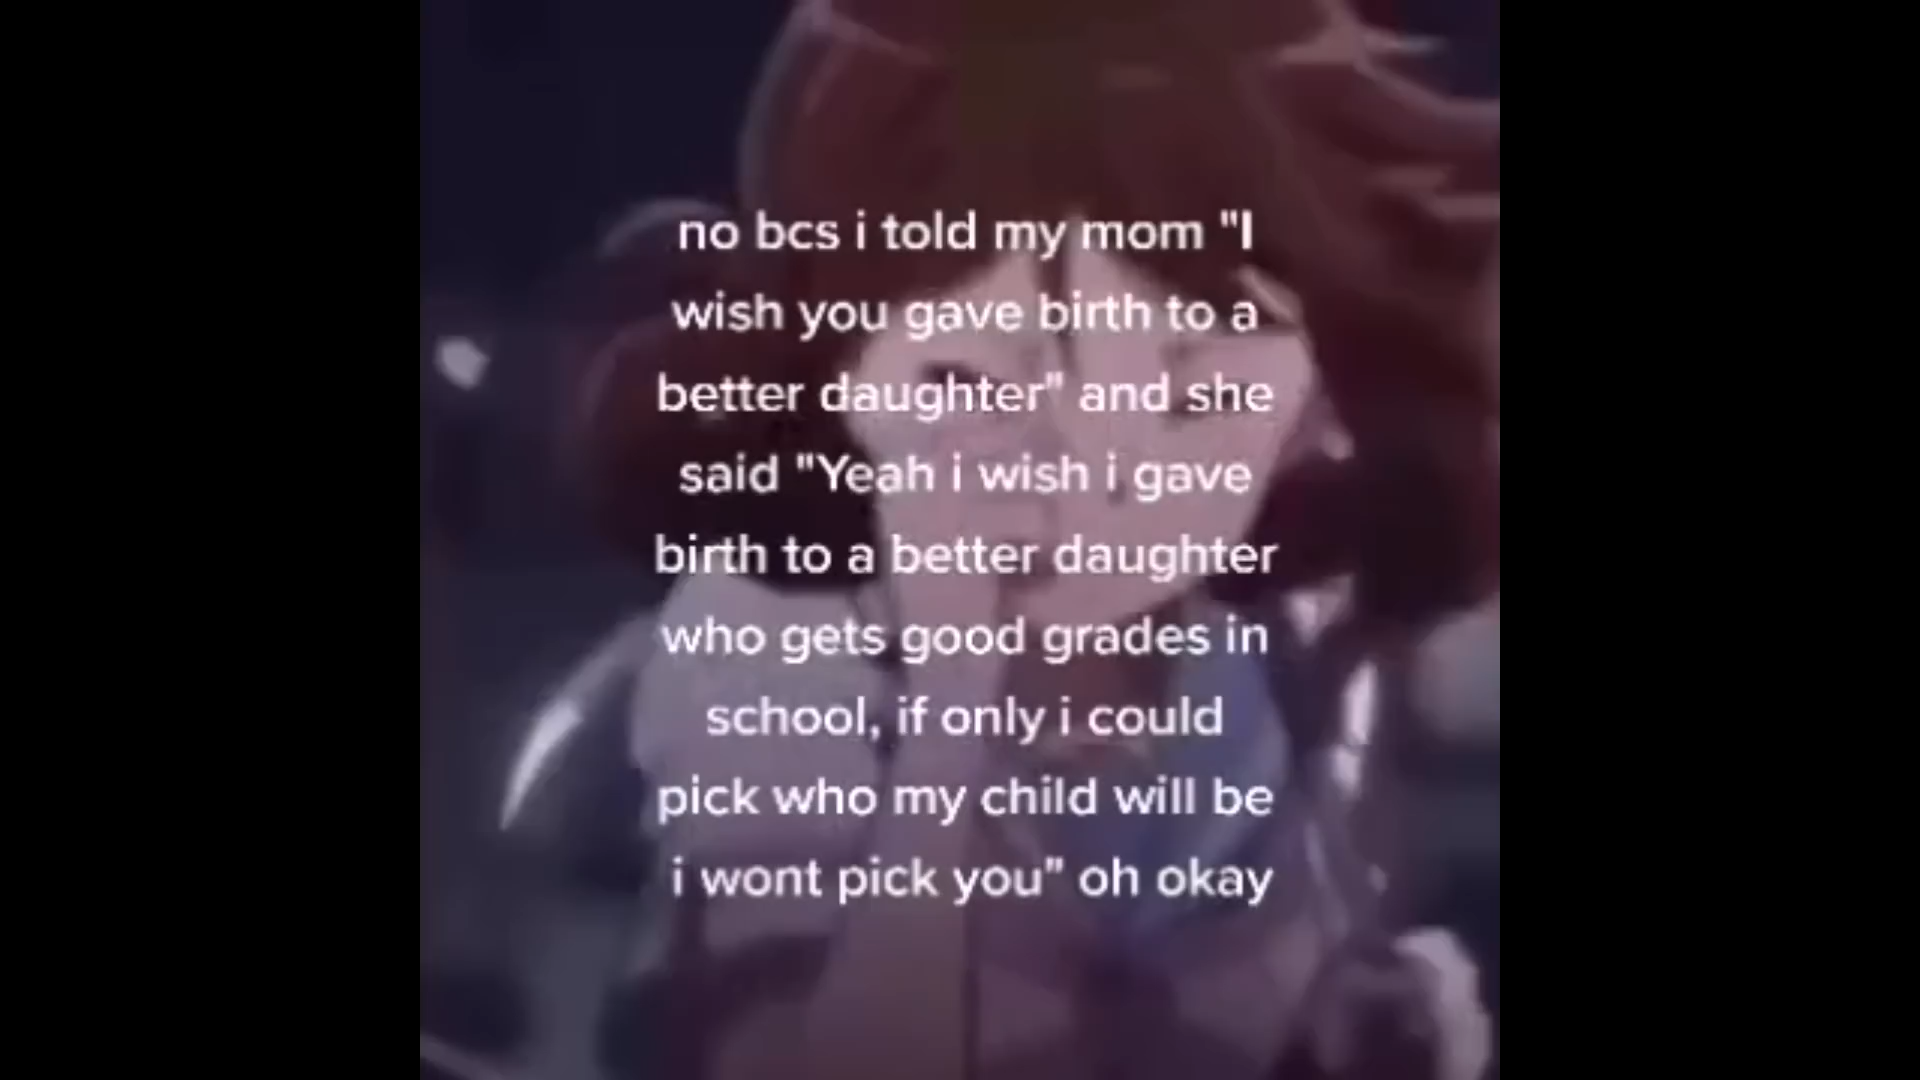 no bcs i told my mom "I
wish you gave birth to a
better daughter" and she
said "Yeah i wish i gave
birth to a better daughter
who gets good grades in
school, if only i could
pick who my child will be
i wont pick you" oh okay